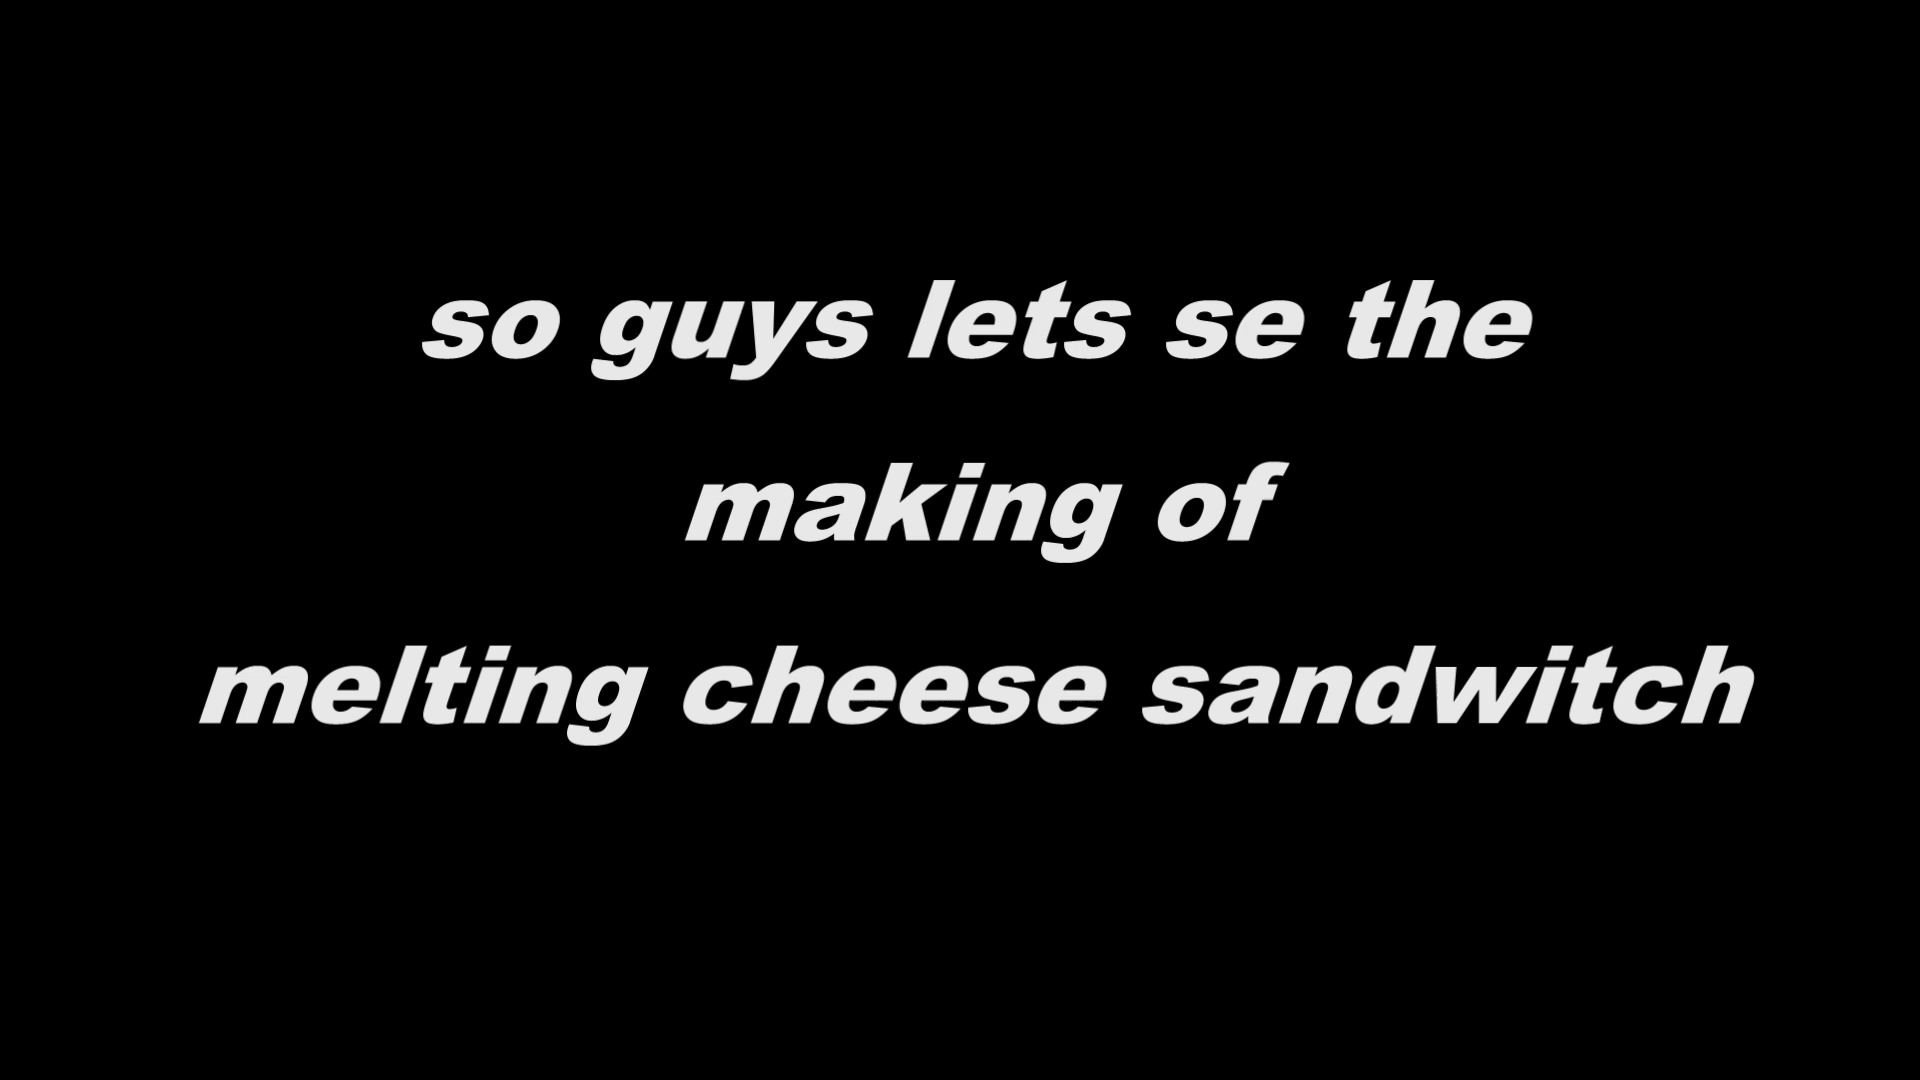 so guys lets se the
making of
melting cheese sandwitch